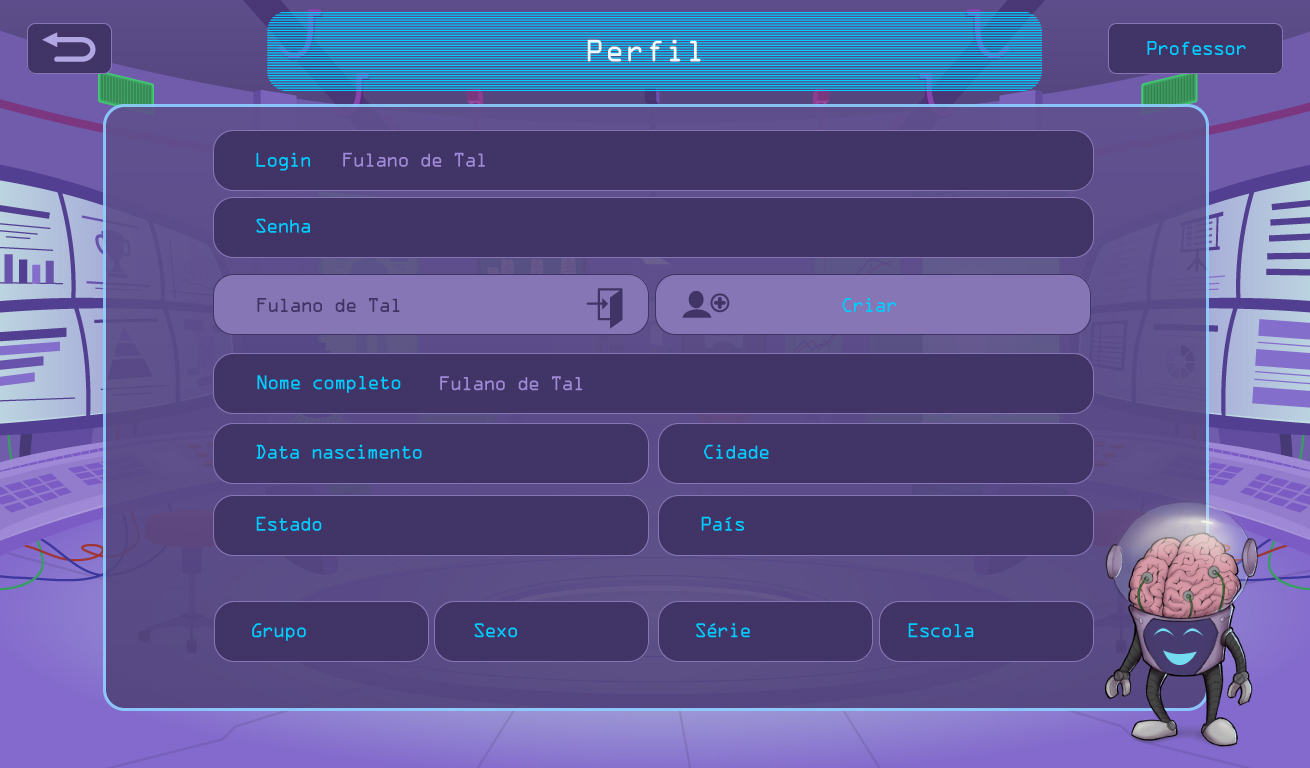 Perfil
Professor
Login Fulano de Tal
Senha
Fulano de Tal
Criar
Nome completo Fulano de Tal
Data nascimento
Cidade
Estado
País
Grupo
Sexo
Série
Escola